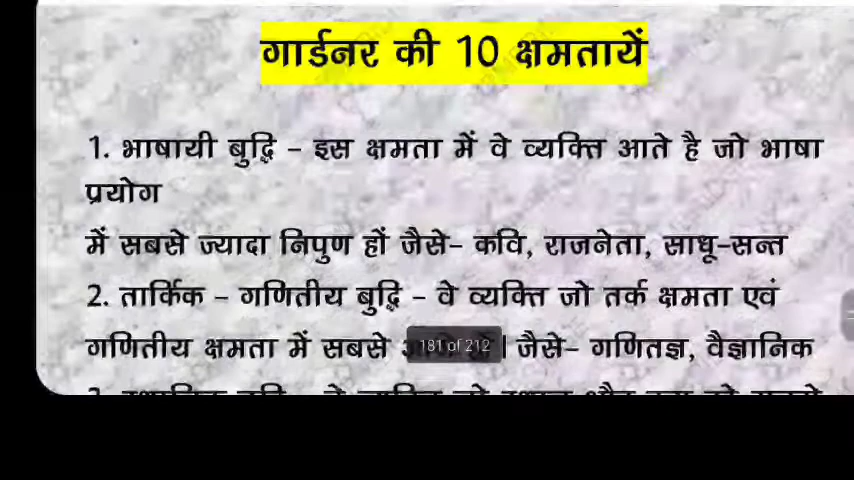 गार्डनर की 10 क्षमतायें
1. भाषायी बुद्धि - इस क्षमता में वे व्यक्ति आते है जो भाषा
प्रयोग
में सबसे ज्यादा निपुण हों जैसे- कवि, राजनेता, साधू-सन्त
2. तार्किक - गणितीय बुद्धि - वे व्यक्ति जो तर्क क्षमता एवं
गणितीय क्षमता में सबसे । जैसे- गणितज्ञ, वैज्ञानिक
181 of 212